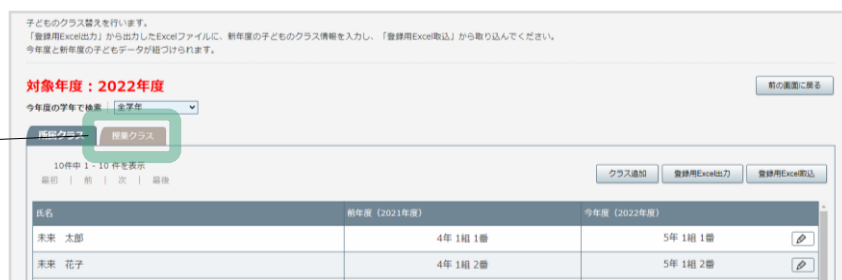 子どものクラス替えを行います。
「登録用Excel出力」から出力したExcelファイルに、新年度の子どものクラス情報を入力し、「登録用Excel取込」から取り込んでください。
今年度と新年度の子どもデータが紐づけられます。
対象年度：2022年度
前の画面に戻る
今年度の学年で検索 全学年
所属クラス 授業クラス
10件中 1 - 10 件を表示
最初 | 前 | 次 | 最後
クラス追加 登録用Excel出力 登録用Excel取込
氏名 前年度（2021年度） 今年度（2022年度）
未来 太郎 4年 1組 1番 5年 1組 1番
未来 花子 4年 1組 2番 5年 1組 2番